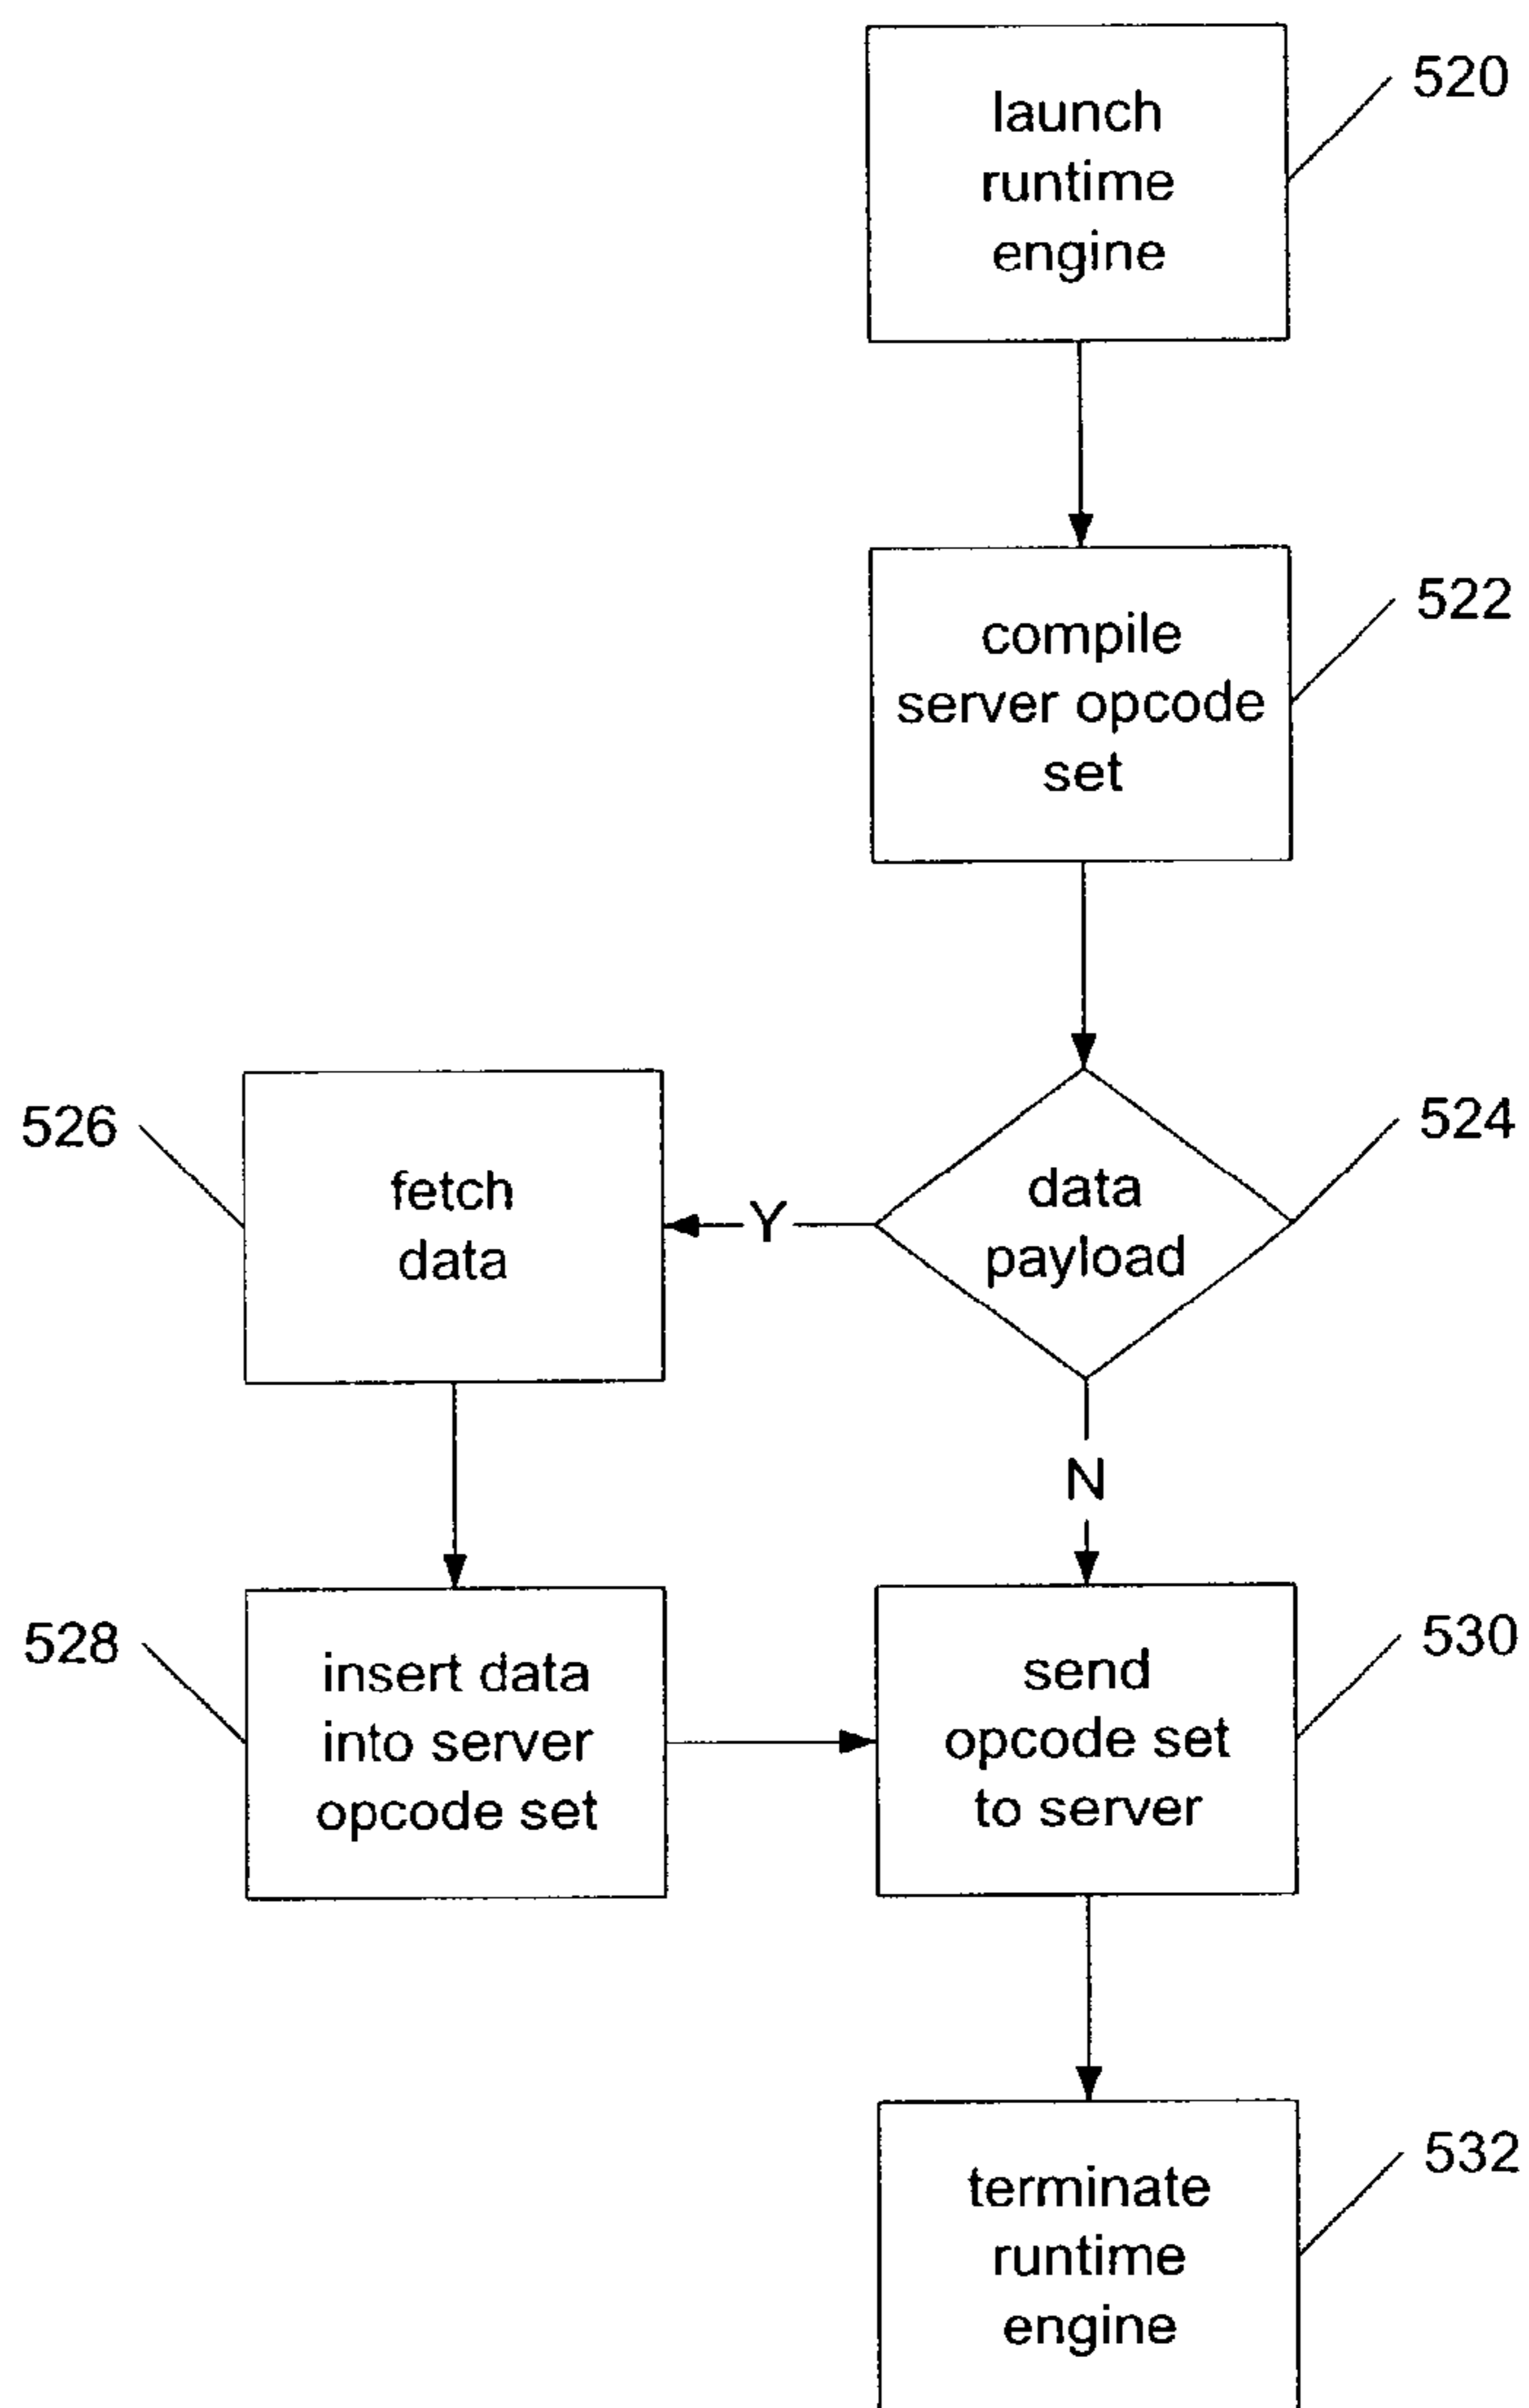 launch
runtime
engine
520
compile
server opcode
set
522
data
payload
524
Y
N
fetch
data
526
insert data
into server
opcode set
528
send
opcode set
to server
530
terminate
runtime
engine
532